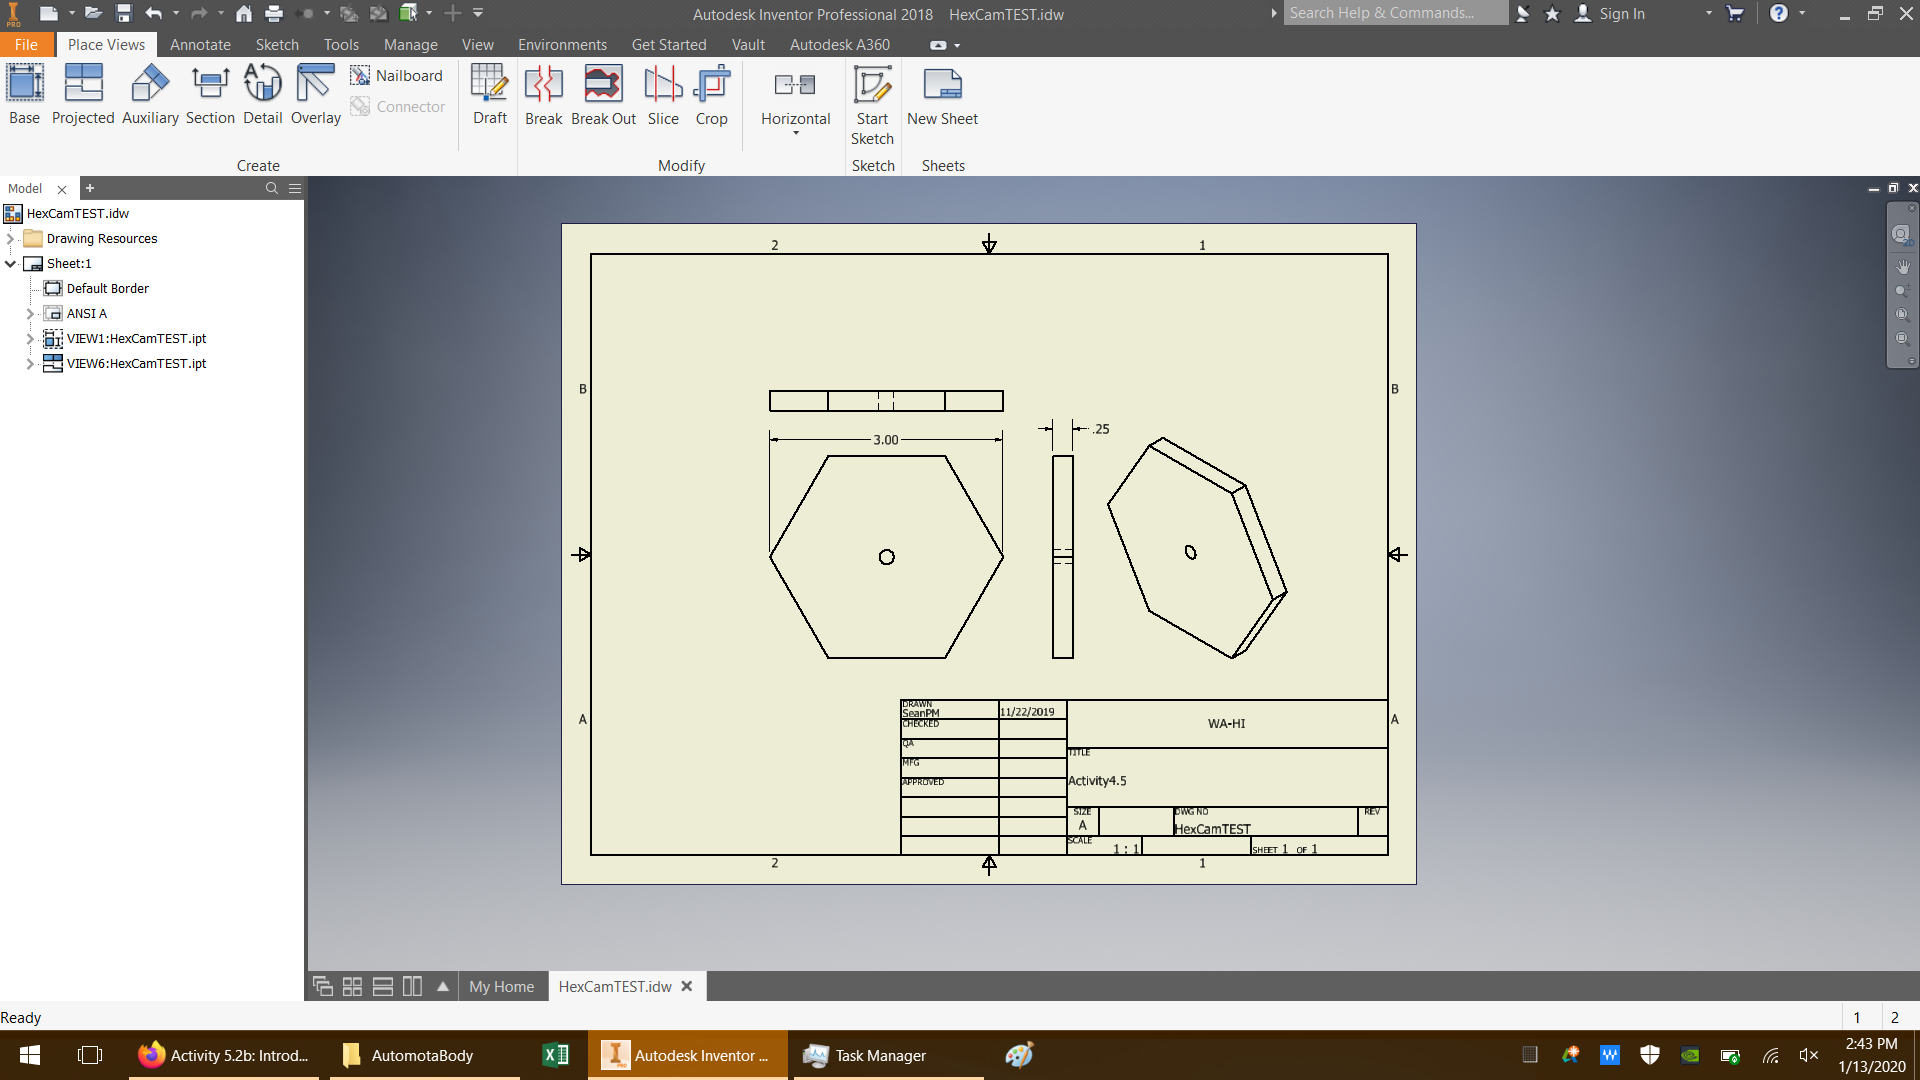 Autodesk Inventor Professional 2018 HexCamTEST.idw
Search Help & Commands...
Sign In
File Place Views Annotate Sketch Tools Manage View Environments Get Started Vault Autodesk A360
PRO
Base Projected Auxiliary Section Detail Overlay
Nailboard
Connector
Draft Break Break Out Slice Crop Horizontal
Start
Sketch
New Sheet
Create Modify Sketch Sheets
Model
HexCamTEST.idw
Drawing Resources
Sheet:1
Default Border
ANSI A
VIEW1:HexCamTEST.ipt
VIEW6:HexCamTEST.ipt
2D
2 1
B B
3.00
.25
A A
DRAWN
SeanPM 11/22/2019
CHECKED
QA
MFG
APPROVED
WA-HI
TITLE
Activity4.5
SIZE
A
DWG NO
HexCamTEST
REV
SCALE
1 : 1
SHEET 1 OF 1
2 1
My Home HexCamTEST.idw
Ready 1 2
Activity 5.2b: Introd...
AutomotaBody
Autodesk Inventor ...
Task Manager
2:43 PM
1/13/2020